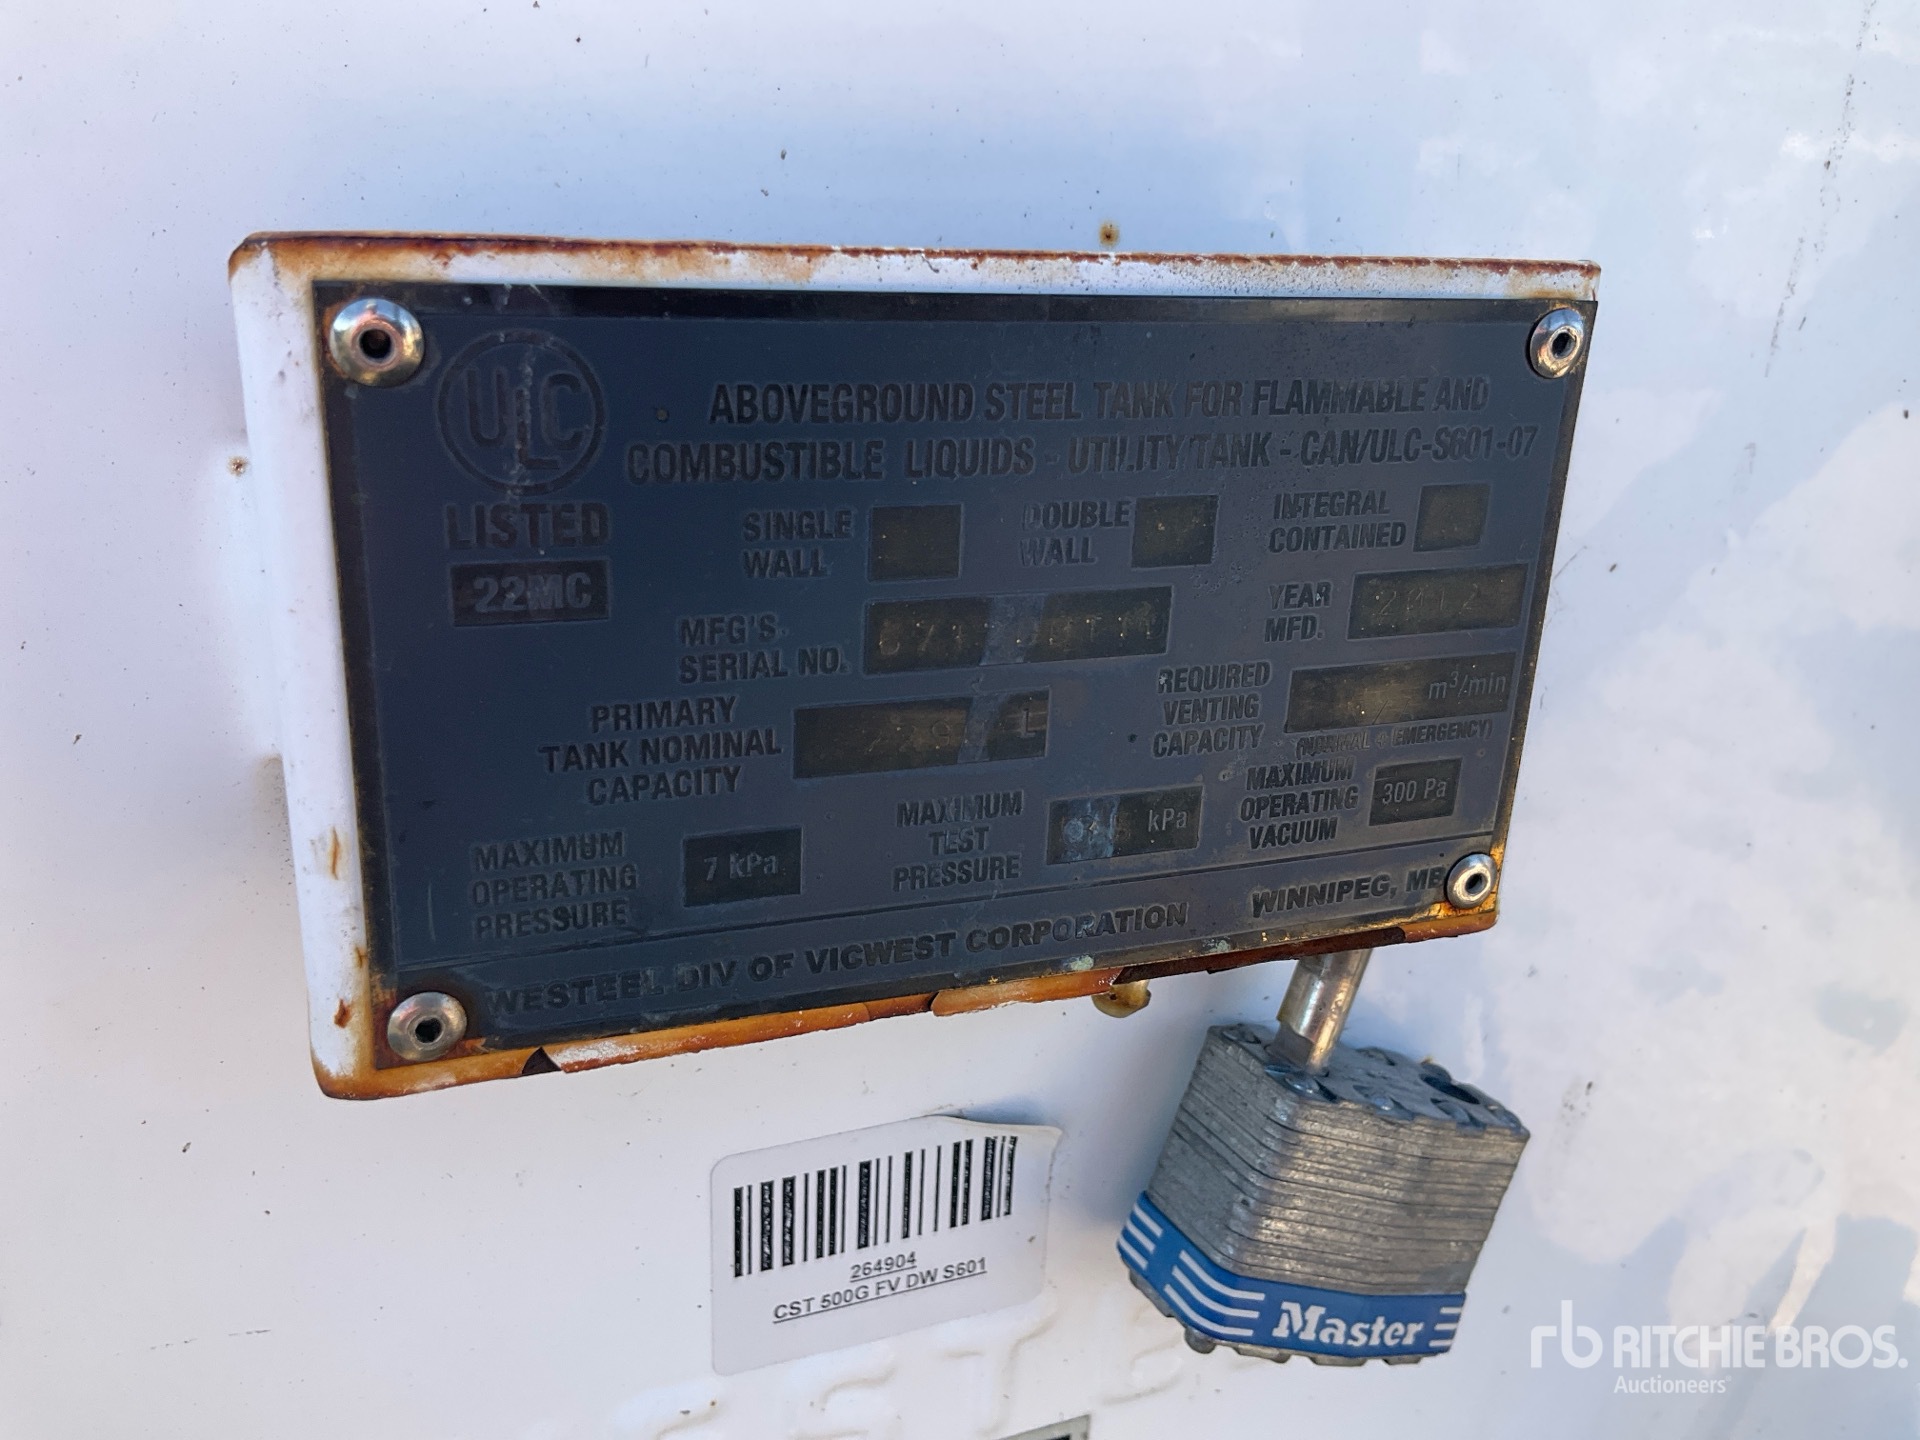 ULC
LISTED
22MC
ABOVEGROUND STEEL TANK FOR FLAMMABLE AND
COMBUSTIBLE LIQUIDS - UTILITY TANK - CAN/ULC-S601-07
SINGLE
WALL
DOUBLE
WALL
INTEGRAL
CONTAINED
MFG'S
SERIAL NO.
YEAR
MFD.
2012
PRIMARY
TANK NOMINAL
CAPACITY
L
REQUIRED
VENTING
CAPACITY
m³/min
(NORMAL + EMERGENCY)
MAXIMUM
OPERATING
PRESSURE
7 kPa
MAXIMUM
TEST
PRESSURE
kPa
MAXIMUM
OPERATING
VACUUM
300 Pa
WESTEEL DIV OF VICWEST CORPORATION WINNIPEG, MB
264904
CST 500G FV DW S601
Master
rb RITCHIE BROS.
Auctioneers